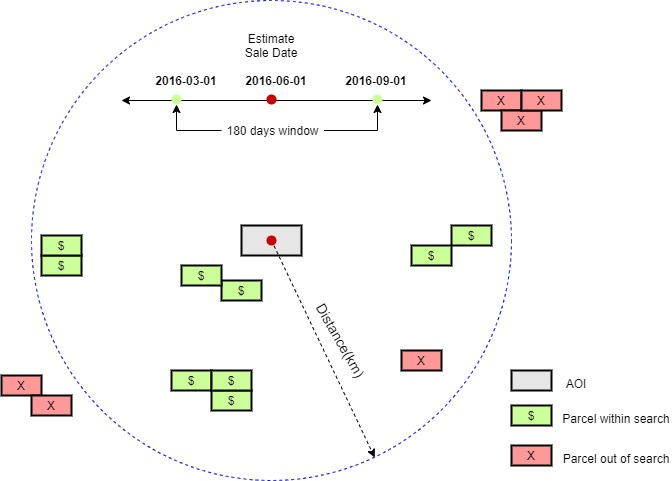 Estimate
Sale Date
2016-03-01 2016-06-01 2016-09-01
180 days window
X X
X
$
$
$
$
$
$
Distance(km)
X
X
X
$ $
$
AOI
$ Parcel within search
X Parcel out of search